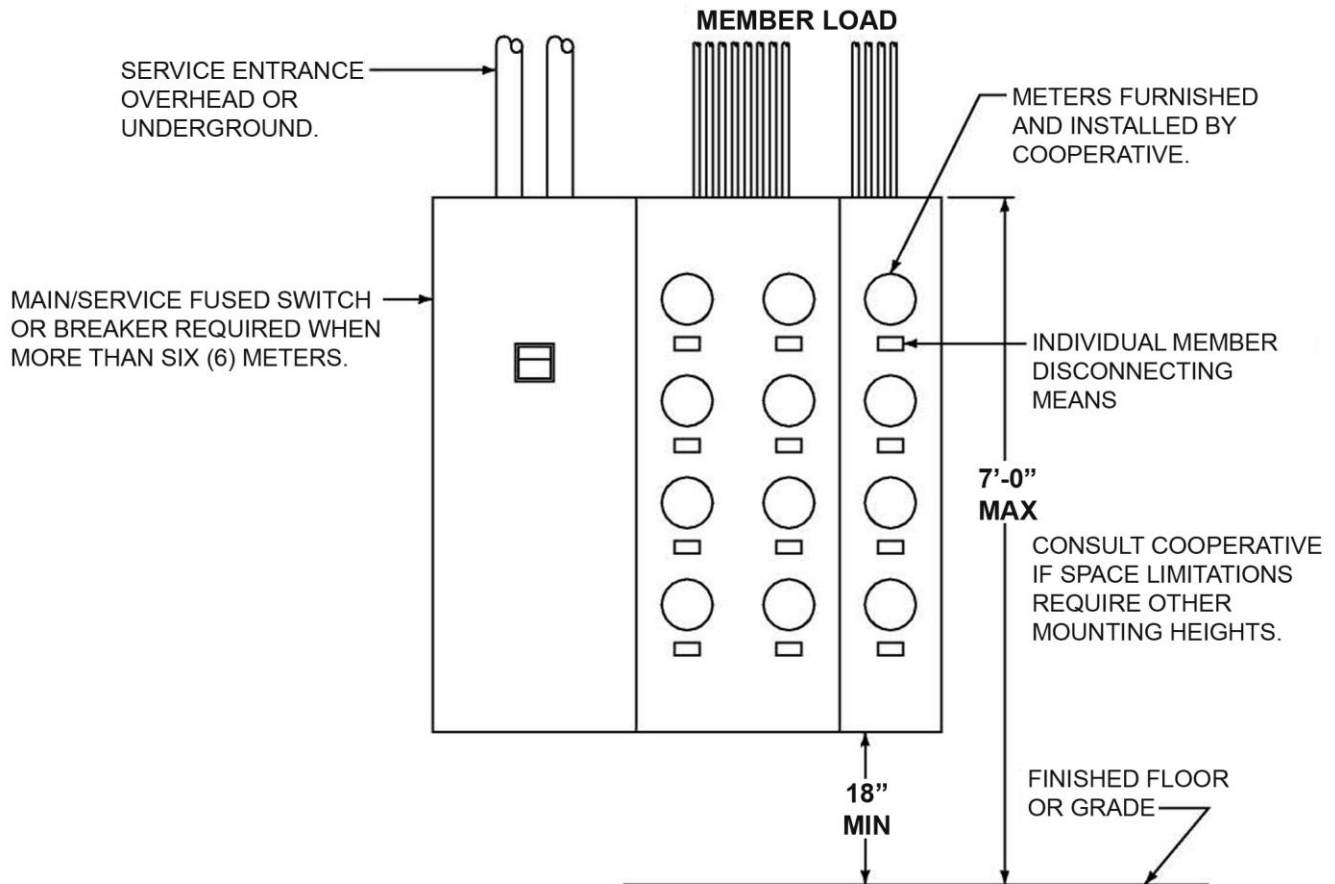 MEMBER LOAD
SERVICE ENTRANCE
OVERHEAD OR
UNDERGROUND.
METERS FURNISHED
AND INSTALLED BY
COOPERATIVE.
MAIN/SERVICE FUSED SWITCH
OR BREAKER REQUIRED WHEN
MORE THAN SIX (6) METERS.
INDIVIDUAL MEMBER
DISCONNECTING
MEANS
7’-0”
MAX
CONSULT COOPERATIVE
IF SPACE LIMITATIONS
REQUIRE OTHER
MOUNTING HEIGHTS.
18”
MIN
FINISHED FLOOR
OR GRADE